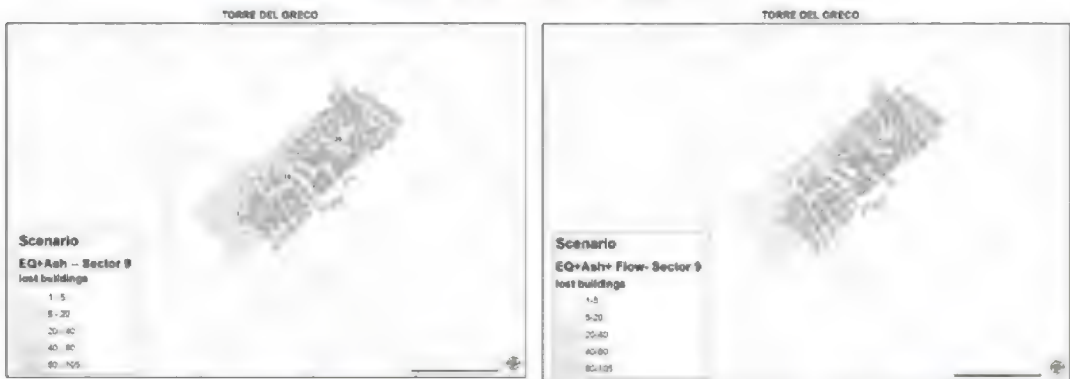 TORRE DEL GRECO
Scenario
EQ+Ash – Sector 9
lost buildings
1 - 5
5 - 20
20 - 40
40 - 80
80 - 105
TORRE DEL GRECO
Scenario
EQ+Ash+ Flow- Sector 9
lost buildings
1-5
5-20
20-40
40-80
80-105